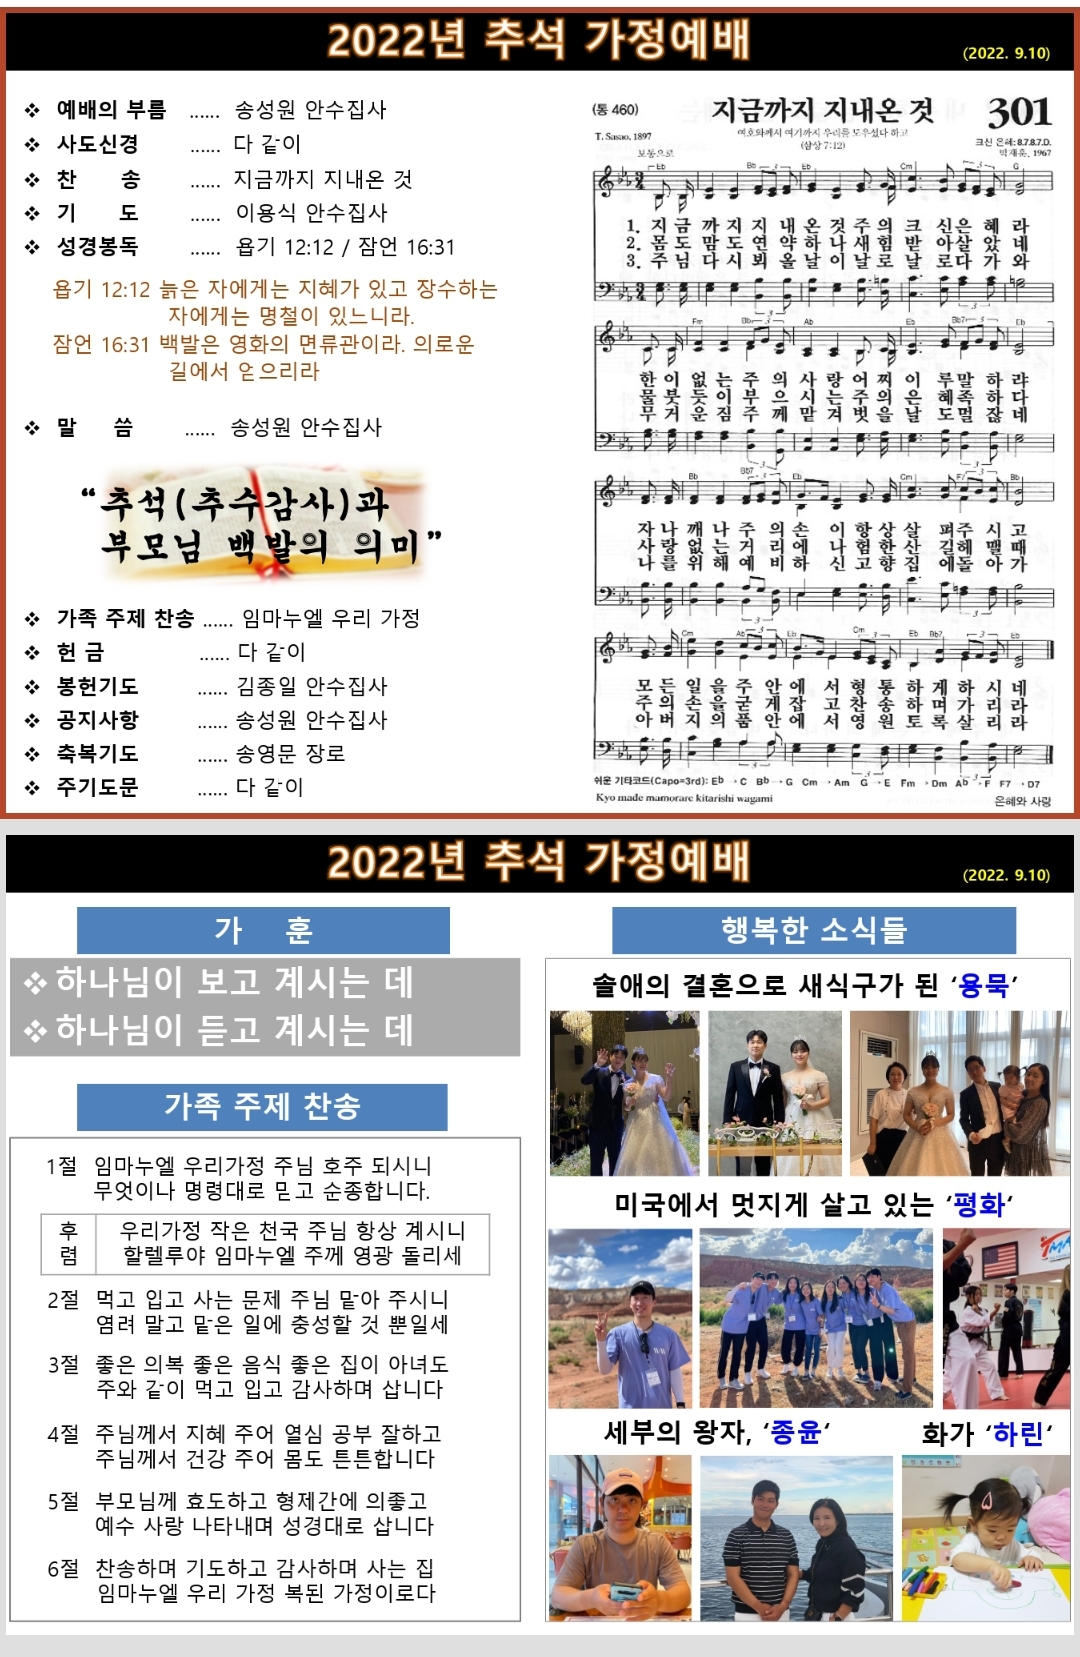 2022년 추석 가정예배
(2022. 9.10)
❖ 예배의 부름 ...... 송성원 안수집사
❖ 사도신경 ...... 다 같이
❖ 찬 송 ...... 지금까지 지내온 것
❖ 기 도 ...... 이용식 안수집사
❖ 성경봉독 ...... 욥기 12:12 / 잠언 16:31
욥기 12:12 늙은 자에게는 지혜가 있고 장수하는
자에게는 명철이 있느니라.
잠언 16:31 백발은 영화의 면류관이라. 의로운
길에서 얻으리라
❖ 말 씀 ...... 송성원 안수집사
“추석(추수감사)과
부모님 백발의 의미”
❖ 가족 주제 찬송 ...... 임마누엘 우리 가정
❖ 헌 금 ...... 다 같이
❖ 봉헌기도 ...... 김종일 안수집사
❖ 공지사항 ...... 송성원 안수집사
❖ 축복기도 ...... 송영문 장로
❖ 주기도문 ...... 다 같이
(통 460) 지금까지 지내온 것 301
T. Sasao, 1897 여호와께서 여기까지 우리를 도우셨다 하고 크신 은혜:8.7.8.7.D.
보통으로 (삼상 7:12) 박재훈, 1967
1. 지금 까지 지 내 온 것 주 의 크 신은 혜 라
2. 몸도 맘도 연 약 하 나 새 힘 받 아살 았 네
3. 주님 다시 뵈 올 날 이 날 로 날 로다 가 와
한 이 없 는 주 의 사 랑 어 찌 이 루말 하 랴
물 붓 듯 이 부 으 시 는 주 의 은 혜족 하 다
무 거 운 짐 주 께 맡 겨 벗 을 날 도멀 잖 네
자 나 깨 나 주 의 손 이 항 상 살 펴주 시 고
사 랑 없 는 거 리 에 나 험 한 산 길헤 맬 때
나 를 위 해 예 비 하 신 고 향 집 에돌 아 가
모 든 일 을 주 안 에 서 형 통 하 게 하 시 네
주 의 손 을 굳 게 잡 고 찬 송 하 며 가 리 라
아 버 지 의 품 안 에 서 영 원 토 록 살 리 라
쉬운 기타코드(Capo=3rd): Eb→C Bb→G Cm→Am G→E Fm→Dm Ab→F F7→D7
Kyo made mamorare kitarishi wagami 은혜와 사랑
2022년 추석 가정예배
(2022. 9.10)
가 훈
❖ 하나님이 보고 계시는 데
❖ 하나님이 듣고 계시는 데
가족 주제 찬송
1절 임마누엘 우리가정 주님 호주 되시니
무엇이나 명령대로 믿고 순종합니다.
후렴 우리가정 작은 천국 주님 항상 계시니
할렐루야 임마누엘 주께 영광 돌리세
2절 먹고 입고 사는 문제 주님 맡아 주시니
염려 말고 맡은 일에 충성할 것 뿐일세
3절 좋은 의복 좋은 음식 좋은 집이 아녀도
주와 같이 먹고 입고 감사하며 삽니다
4절 주님께서 지혜 주어 열심 공부 잘하고
주님께서 건강 주어 몸도 튼튼합니다
5절 부모님께 효도하고 형제간에 의좋고
예수 사랑 나타내며 성경대로 삽니다
6절 찬송하며 기도하고 감사하며 사는 집
임마누엘 우리 가정 복된 가정이로다
행복한 소식들
솔애의 결혼으로 새식구가 된 ‘용묵’
미국에서 멋지게 살고 있는 ‘평화‘
세부의 왕자, ‘종윤‘
화가 ‘하린‘